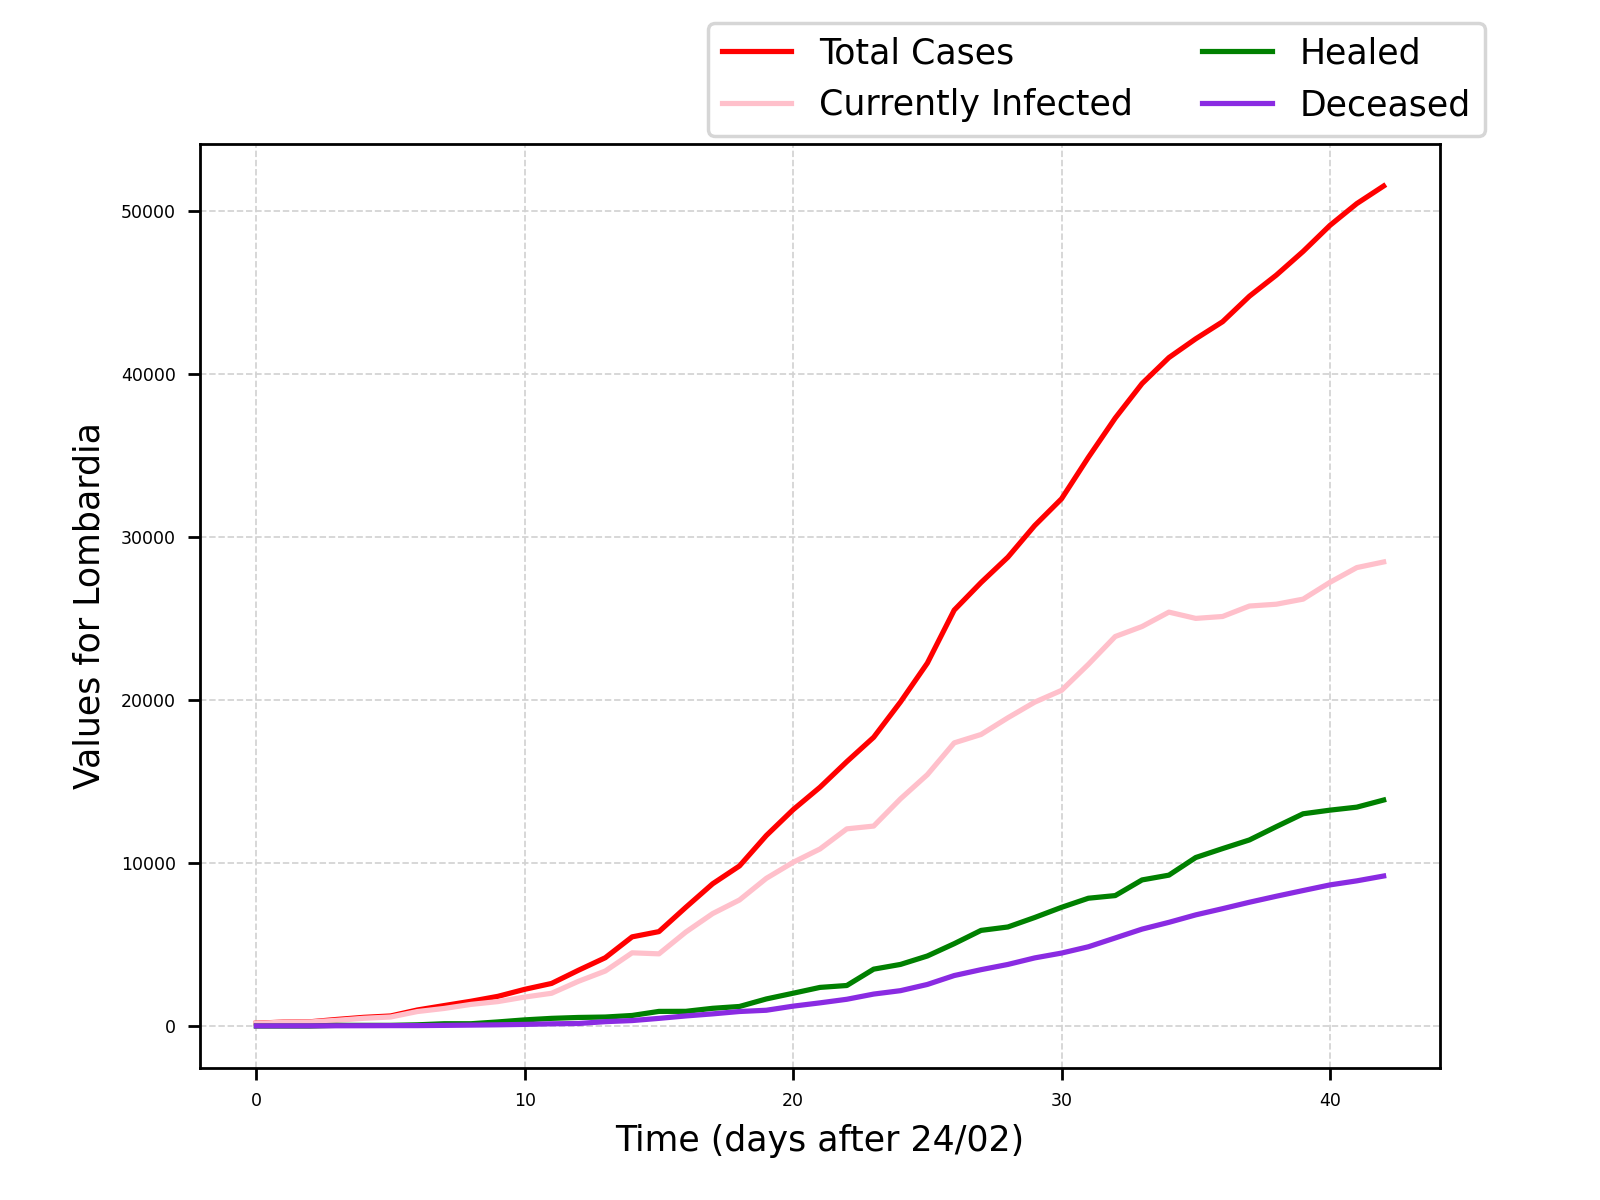 Total Cases
Currently Infected
Healed
Deceased
50000
40000
30000
20000
10000
0
Values for Lombardia
0 10 20 30 40
Time (days after 24/02)